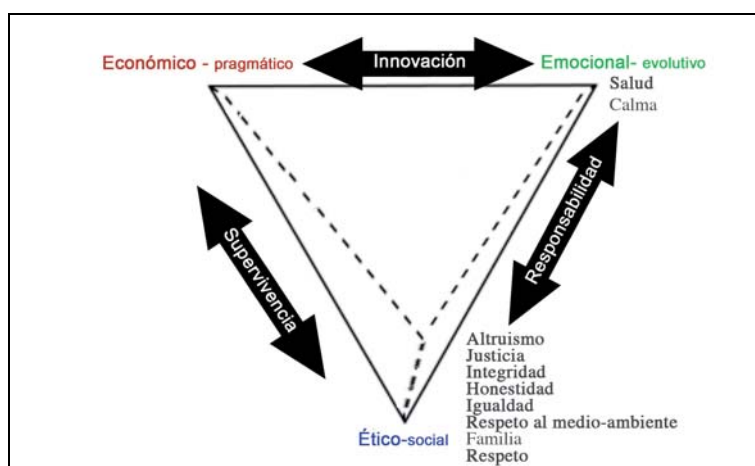 Económico - pragmático
Innovación
Emocional- evolutivo
Salud
Calma
Supervivencia
Responsabilidad
Altruismo
Justicia
Integridad
Honestidad
Igualdad
Respeto al medio-ambiente
Ético-social
Familia
Respeto